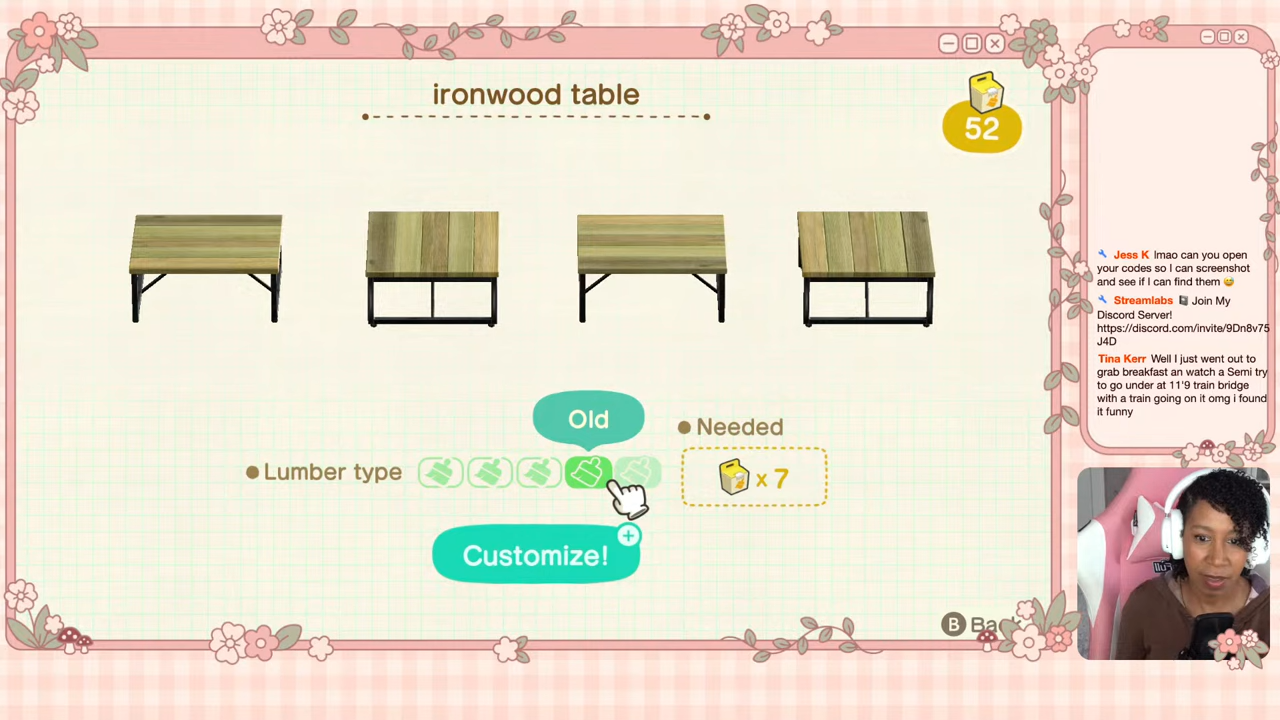 ironwood table
52
Old
Needed
Lumber type
x 7
Customize!
B Back
Jess K lmao can you open
your codes so I can screenshot
and see if I can find them 😅
Streamlabs 📓 Join My
Discord Server!
https://discord.com/invite/9Dn8v75
J4D
Tina Kerr Well I just went out to
grab breakfast an watch a Semi try
to go under at 11'9 train bridge
with a train going on it omg i found
it funny